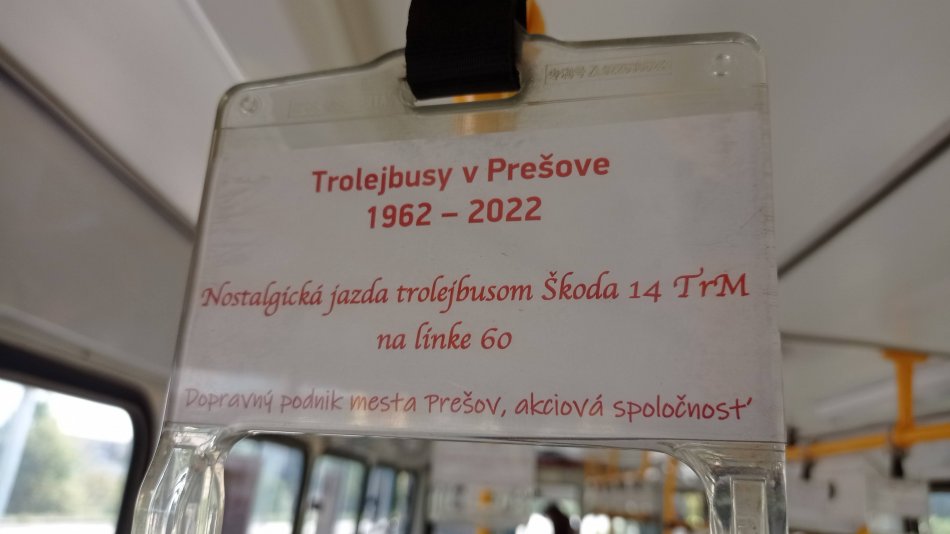 Trolejbusy v Prešove
1962 – 2022
Nostalgická jazda trolejbusom Škoda 14 TrM
na linke 60
Dopravný podnik mesta Prešov, akciová spoločnosť